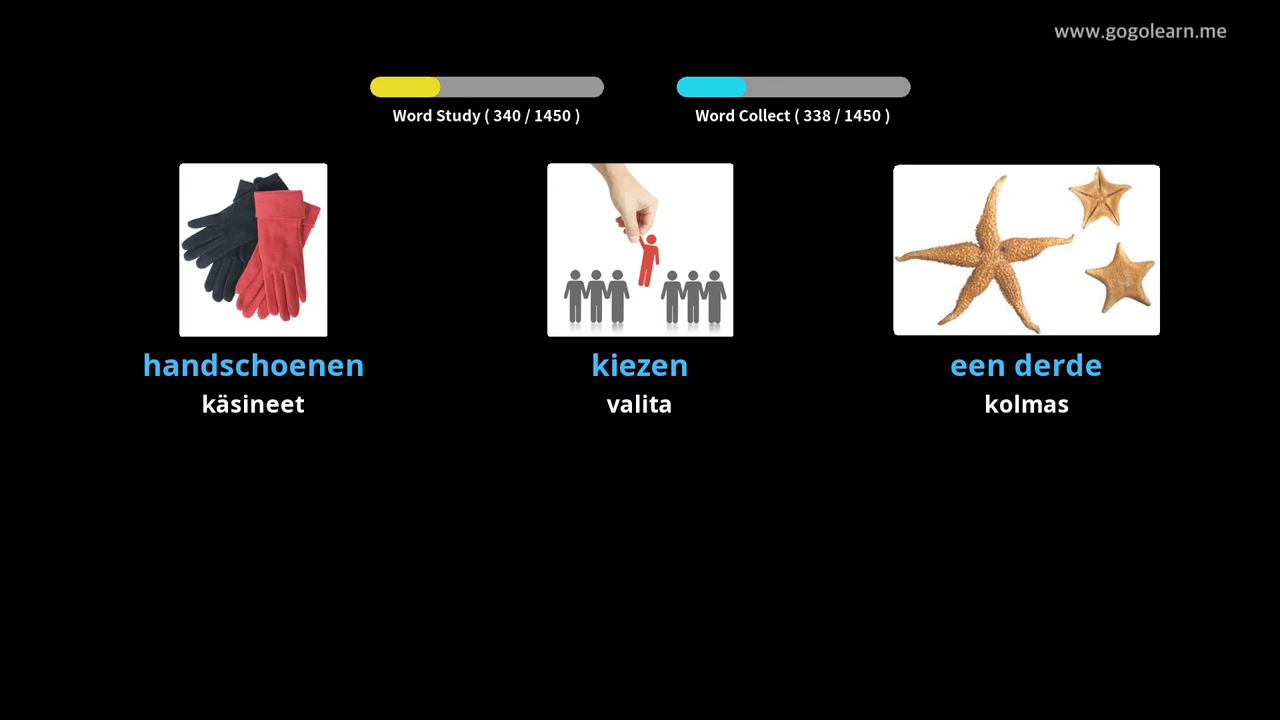 www.gogolearn.me
Word Study ( 340 / 1450 )
Word Collect ( 338 / 1450 )
handschoenen
käsineet
kiezen
valita
een derde
kolmas